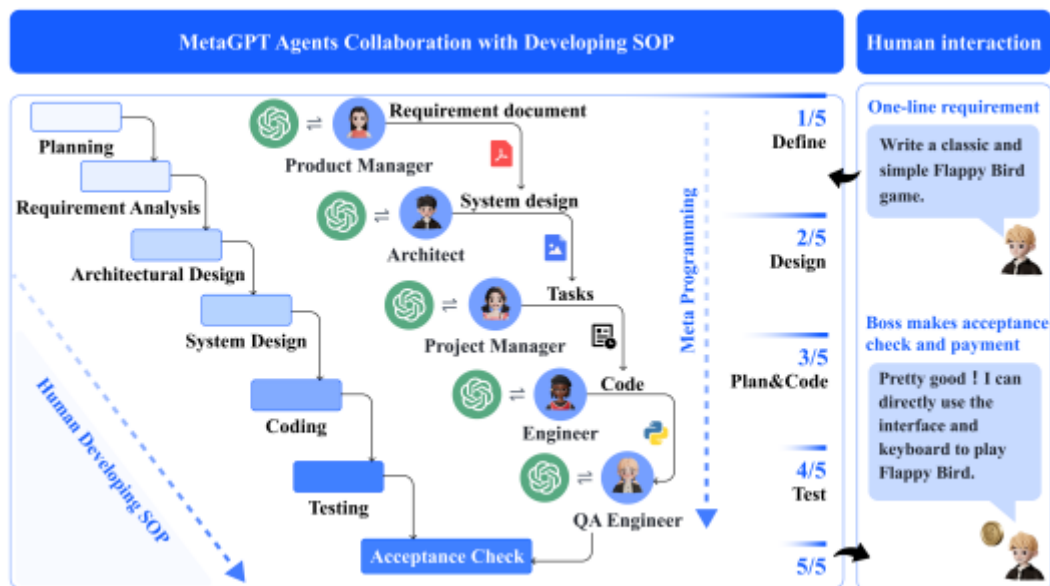 MetaGPT Agents Collaboration with Developing SOP
Human interaction
Planning
Requirement Analysis
Architectural Design
System Design
Coding
Testing
Acceptance Check
Human Developing SOP
Requirement document
Product Manager
System design
Architect
Tasks
Project Manager
Code
Engineer
QA Engineer
Meta Programming
1/5
Define
2/5
Design
3/5
Plan&Code
4/5
Test
5/5
One-line requirement
Write a classic and
simple Flappy Bird
game.
Boss makes acceptance
check and payment
Pretty good ! I can
directly use the
interface and
keyboard to play
Flappy Bird.